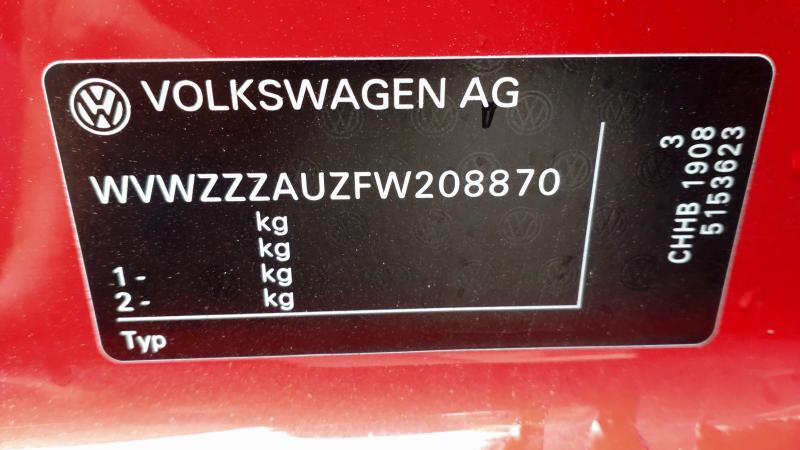 VOLKSWAGEN AG
WVWZZZAUZFW208870
kg
kg
1 - kg
2 - kg
Typ
3
CHHB 1908
5153623